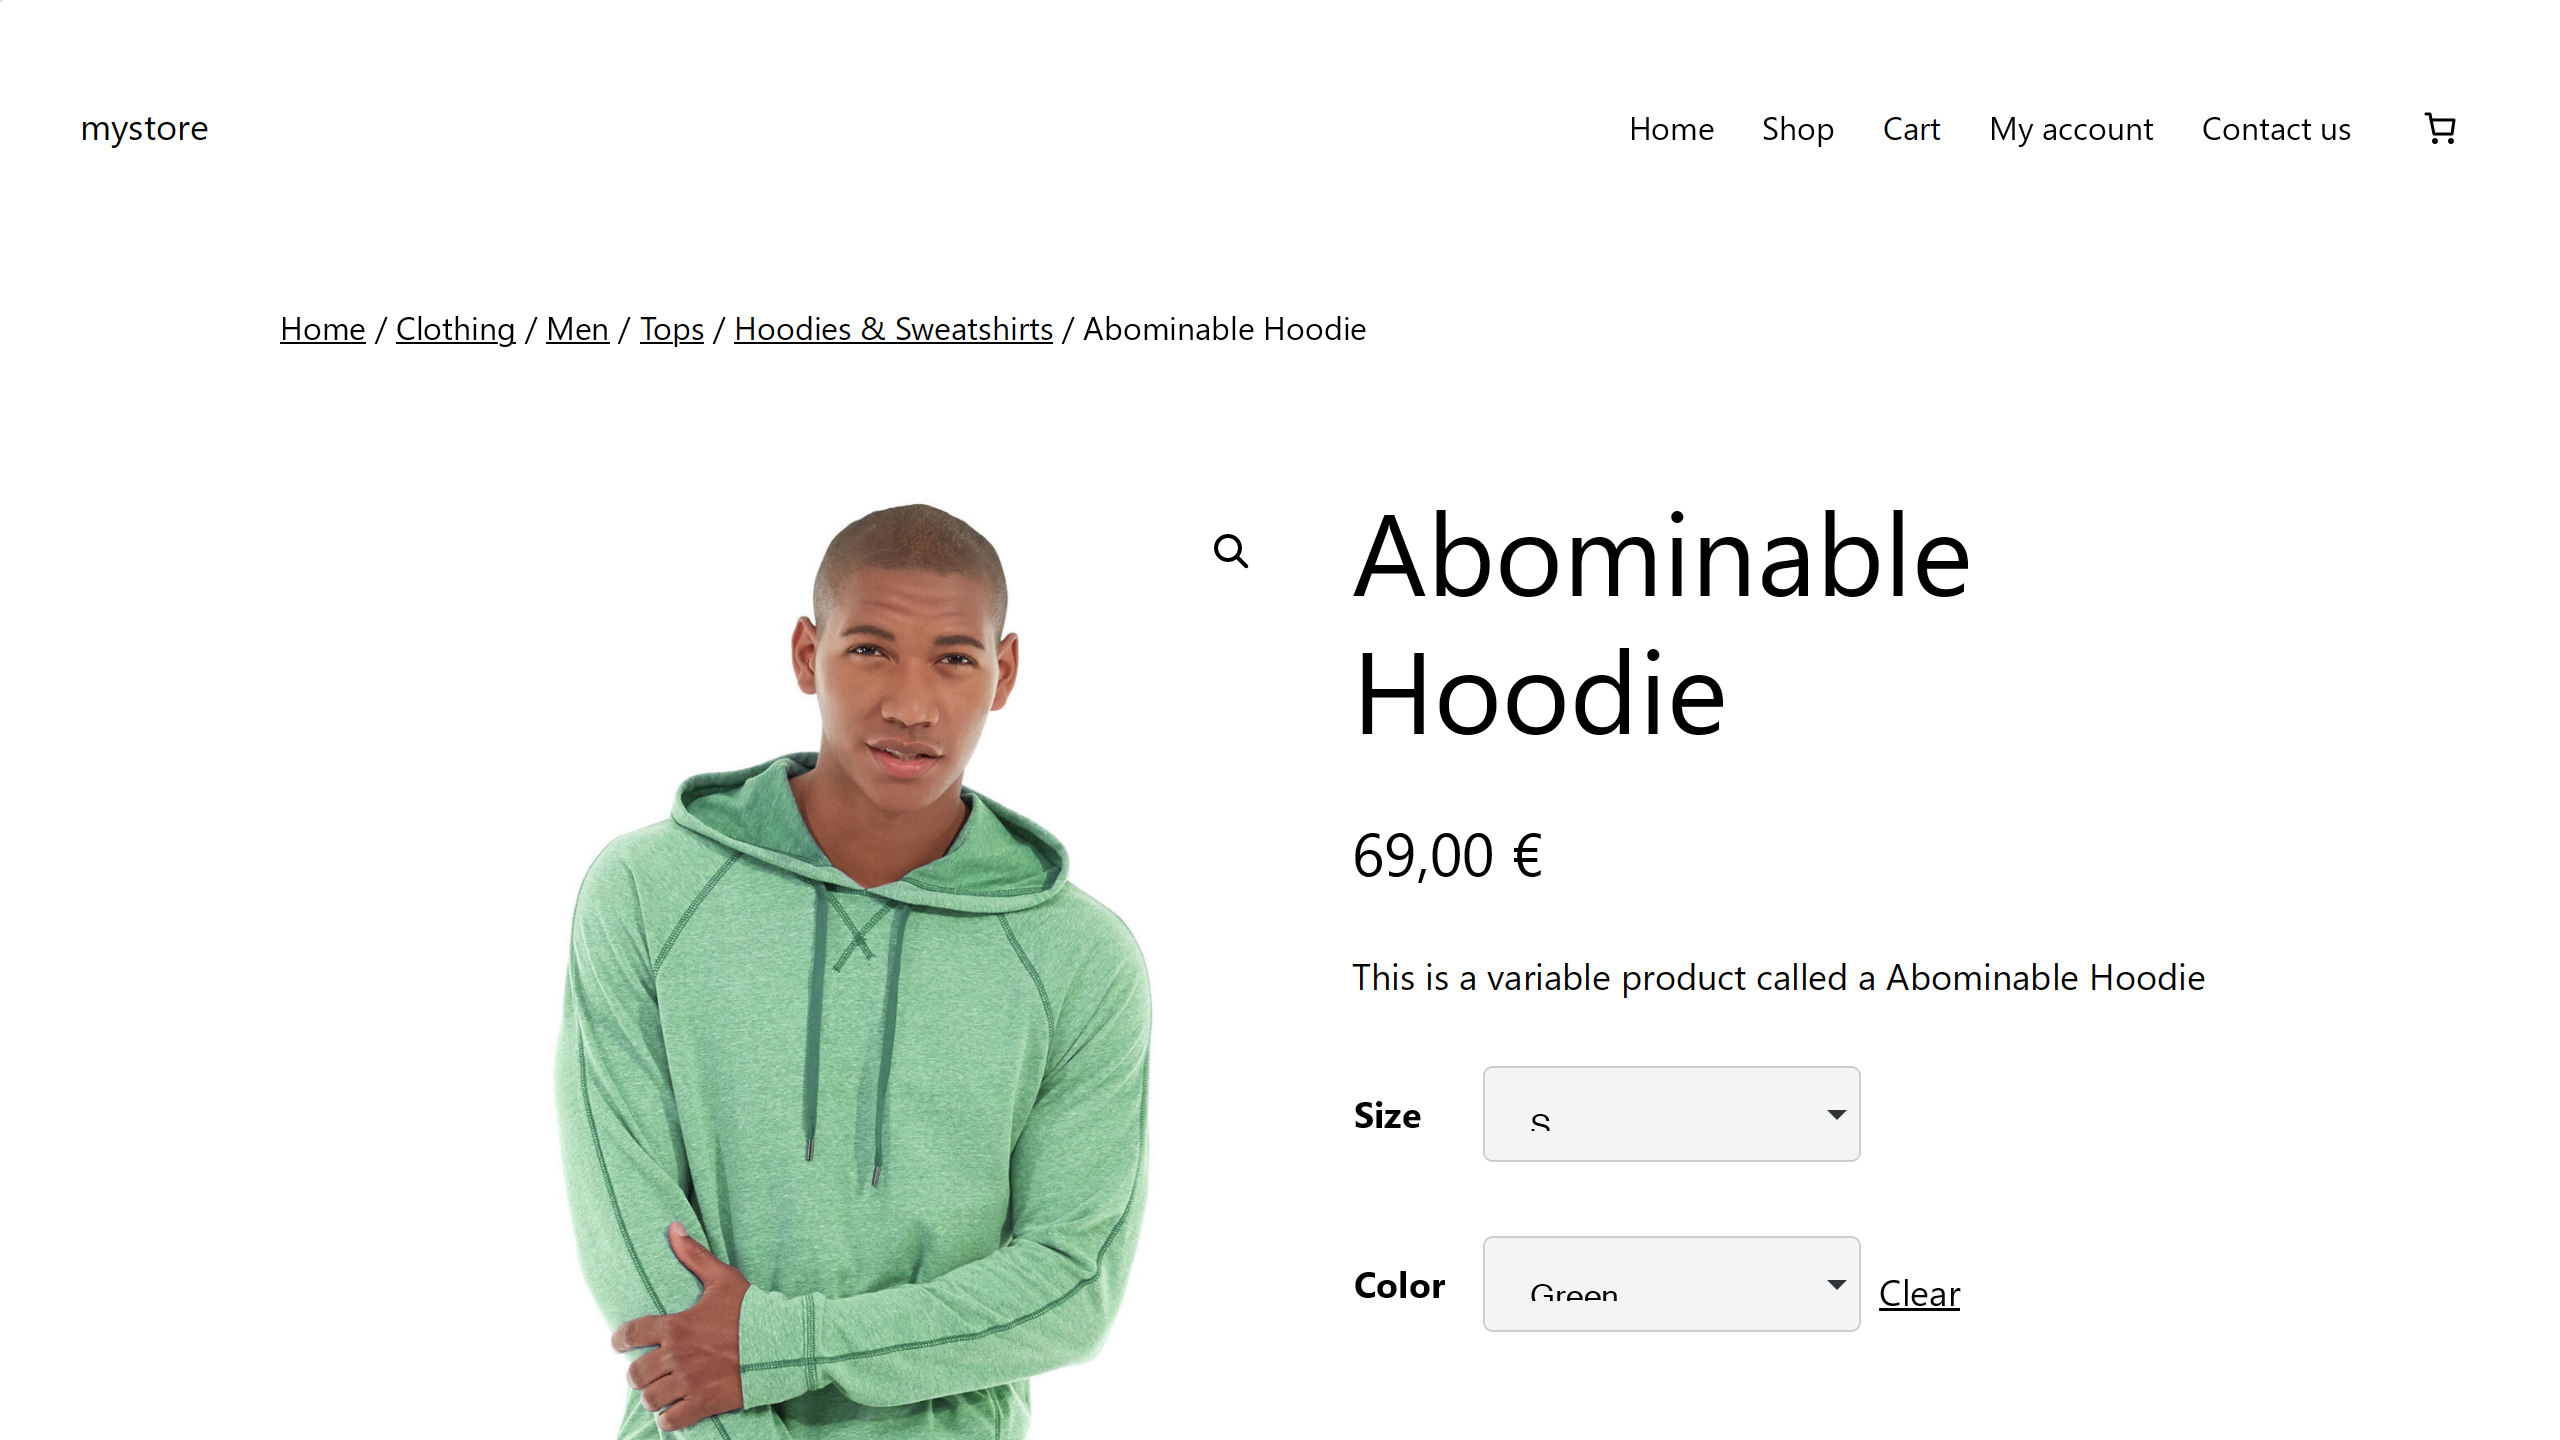 mystore
Home Shop Cart My account Contact us
Home / Clothing / Men / Tops / Hoodies & Sweatshirts / Abominable Hoodie
Abominable
Hoodie
69,00 €
This is a variable product called a Abominable Hoodie
Size S
Color Green Clear